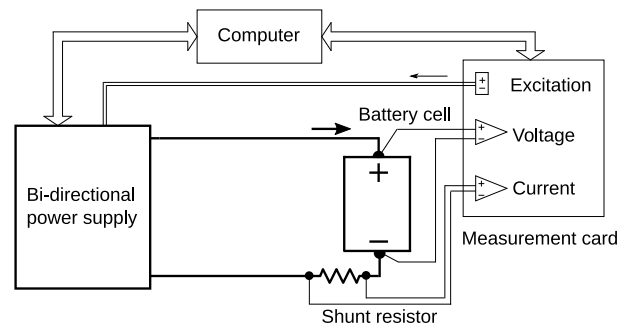 Computer
Excitation
Battery cell
Voltage
Bi-directional
power supply
Current
Measurement card
Shunt resistor